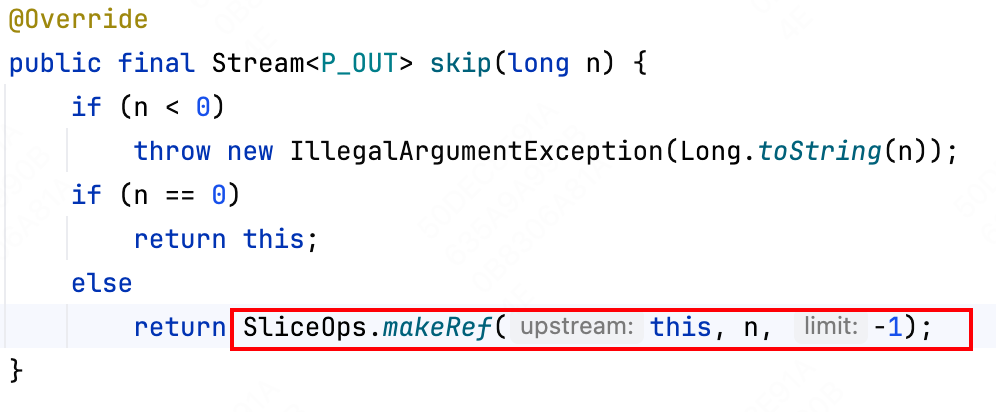 @Override
public final Stream<P_OUT> skip(long n) {
if (n < 0)
throw new IllegalArgumentException(Long.toString(n));
if (n == 0)
return this;
else
return SliceOps.makeRef( upstream: this, n, limit: -1);
}